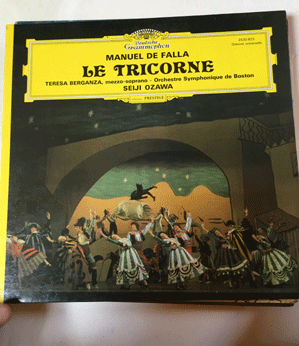 Deutsche
Grammophon
MANUEL DE FALLA
LE TRICORNE
TERESA BERGANZA, mezzo-soprano - Orchestre Symphonique de Boston
SEIJI OZAWA
PRESTIGE